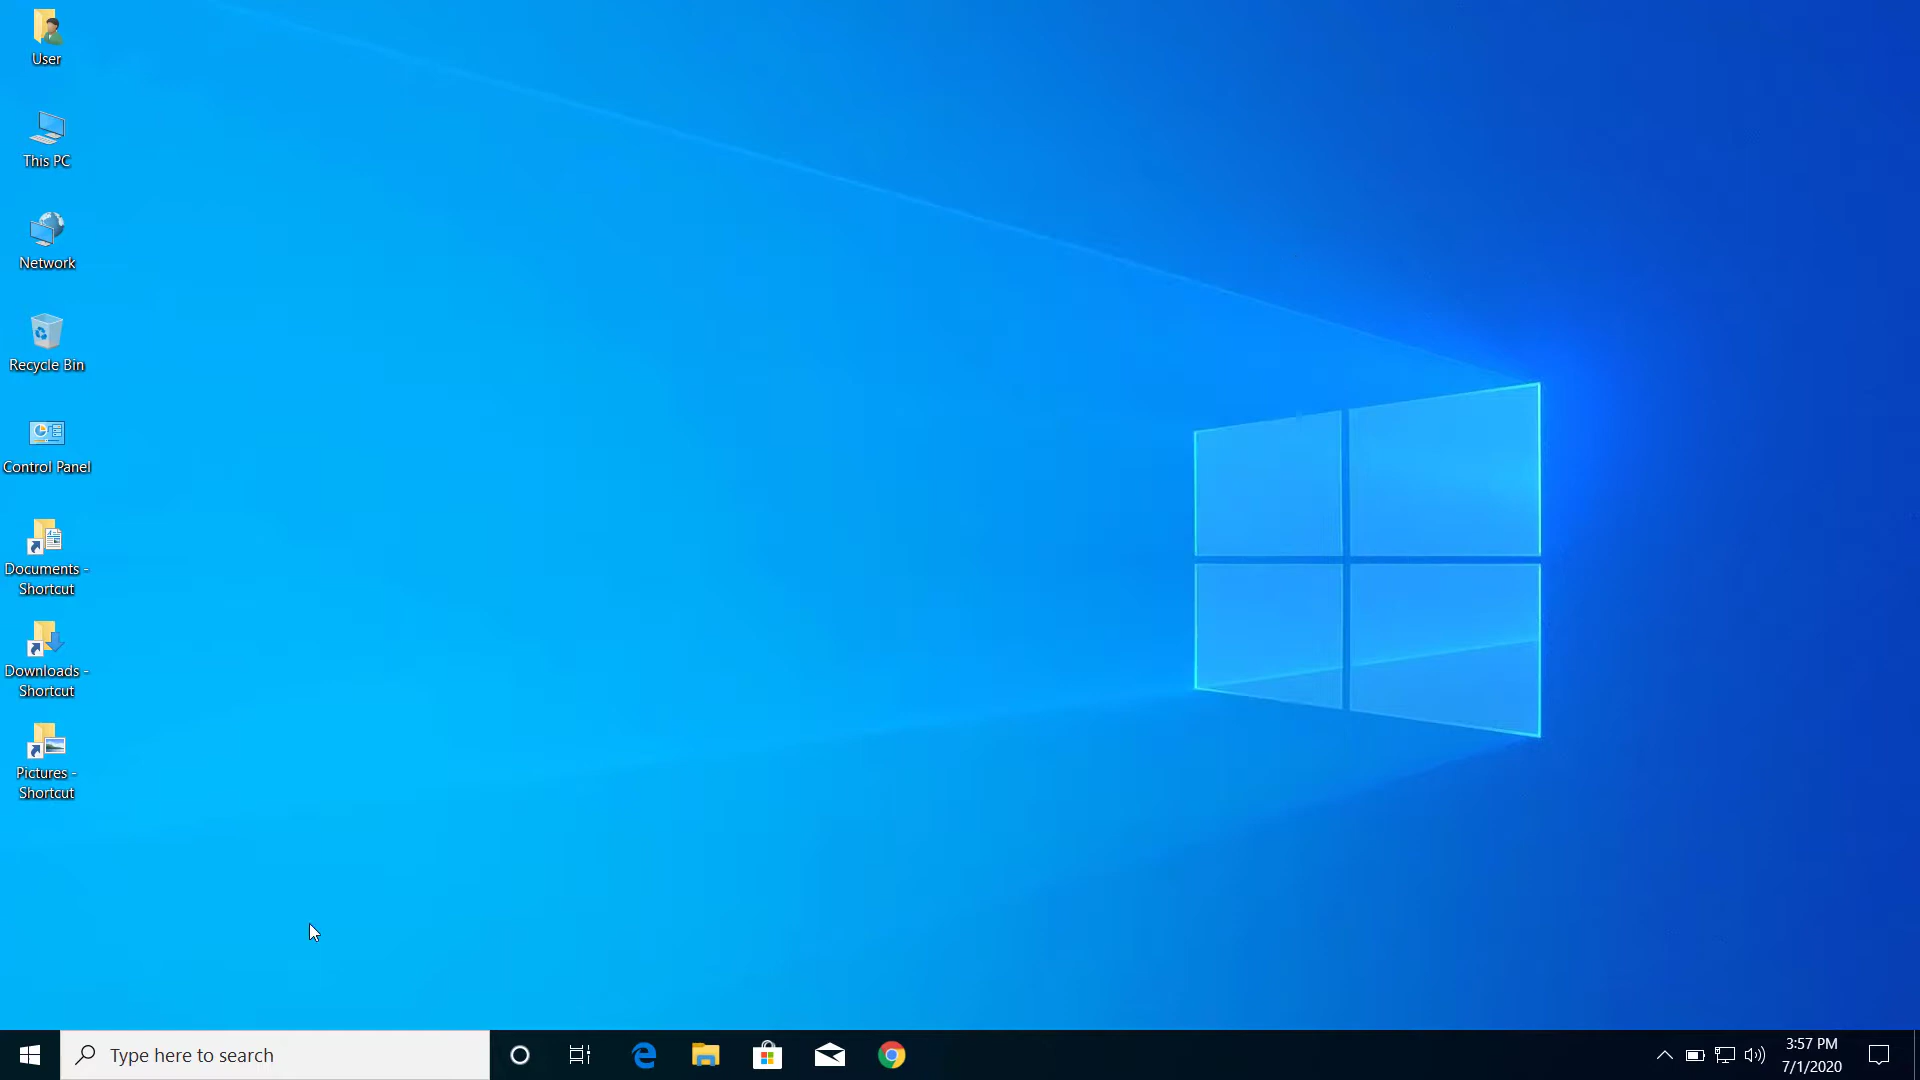 User
This PC
Network
Recycle Bin
Control Panel
Documents -
Shortcut
Downloads -
Shortcut
Pictures -
Shortcut
Type here to search
3:57 PM
7/1/2020